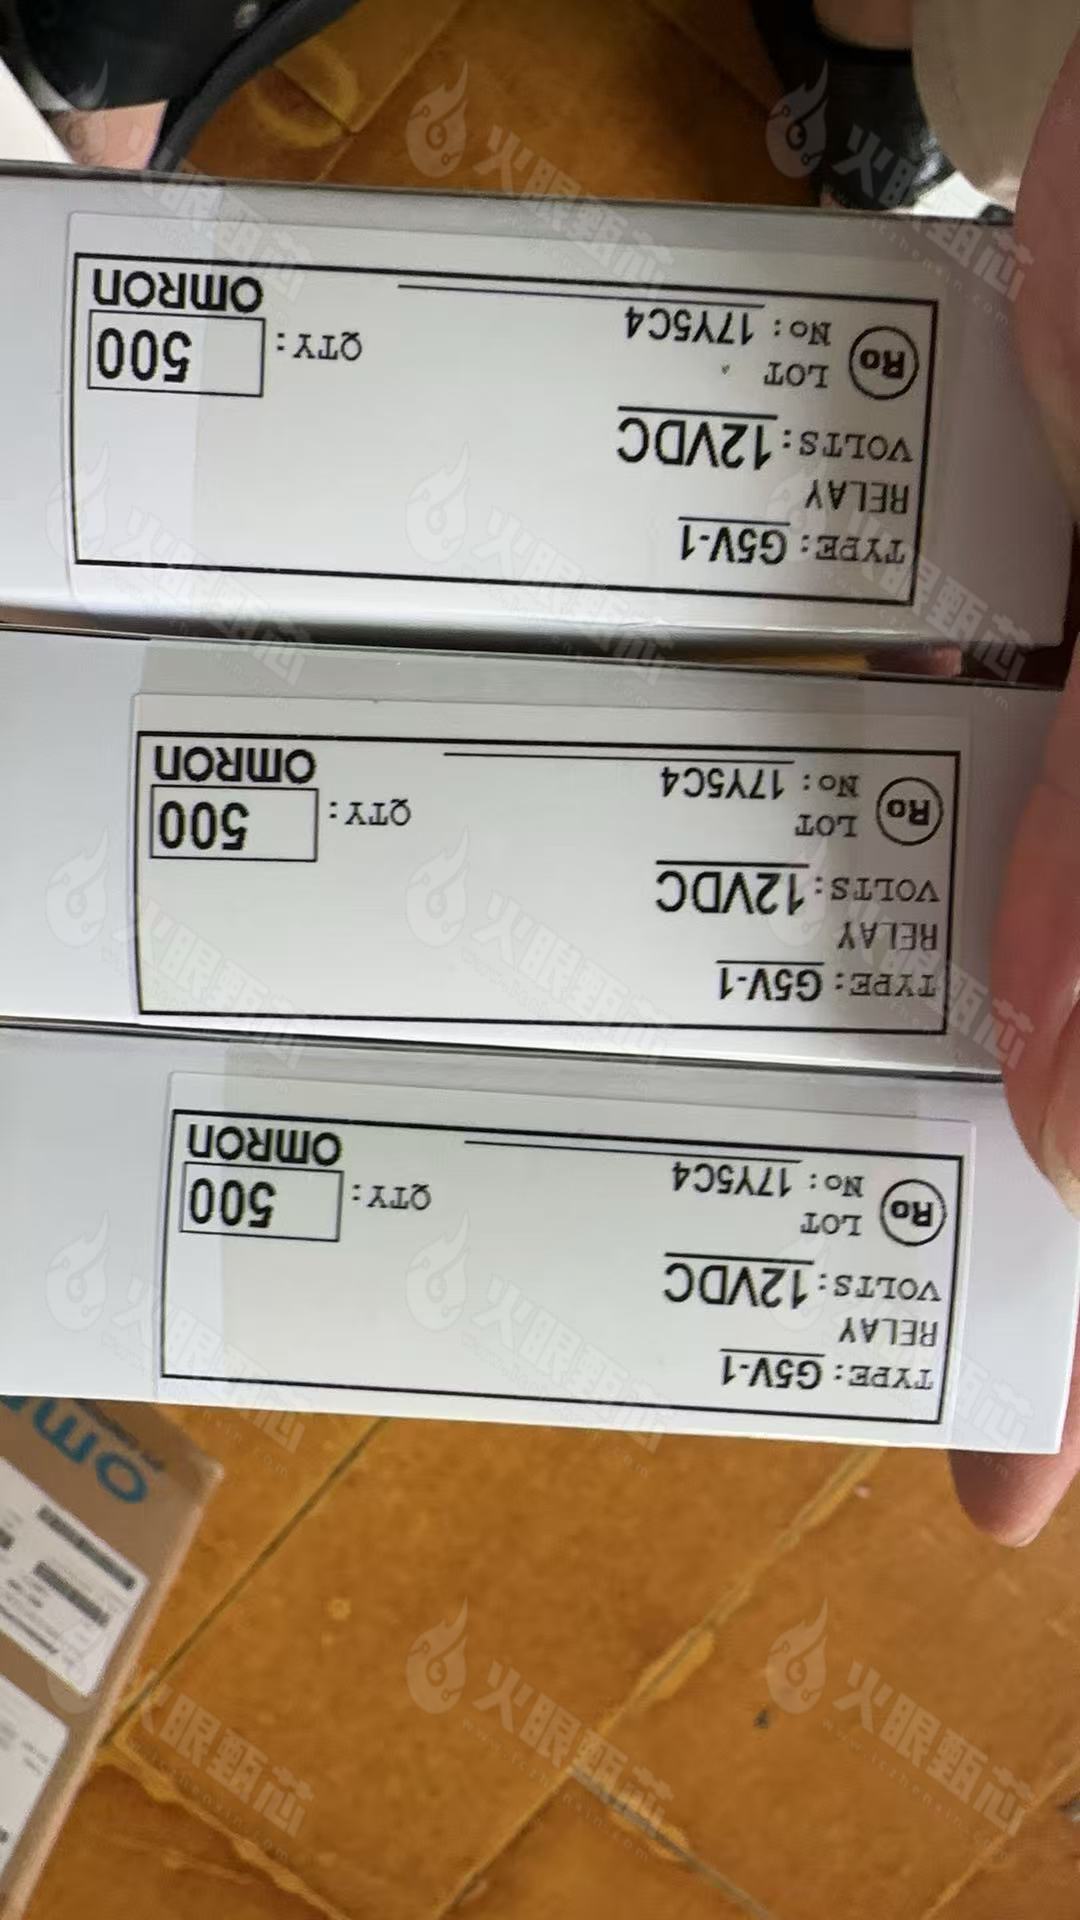 TYPE: G5V-1
RELAY
VOLTS: 12VDC
LOT
No: 17Y5C4
Ro
QTY: 500
OMRON
TYPE: G5V-1
RELAY
VOLTS: 12VDC
LOT
No: 17Y5C4
Ro
QTY: 500
OMRON
TYPE: G5V-1
RELAY
VOLTS: 12VDC
LOT
No: 17Y5C4
Ro
QTY: 500
OMRON
火眼甄芯